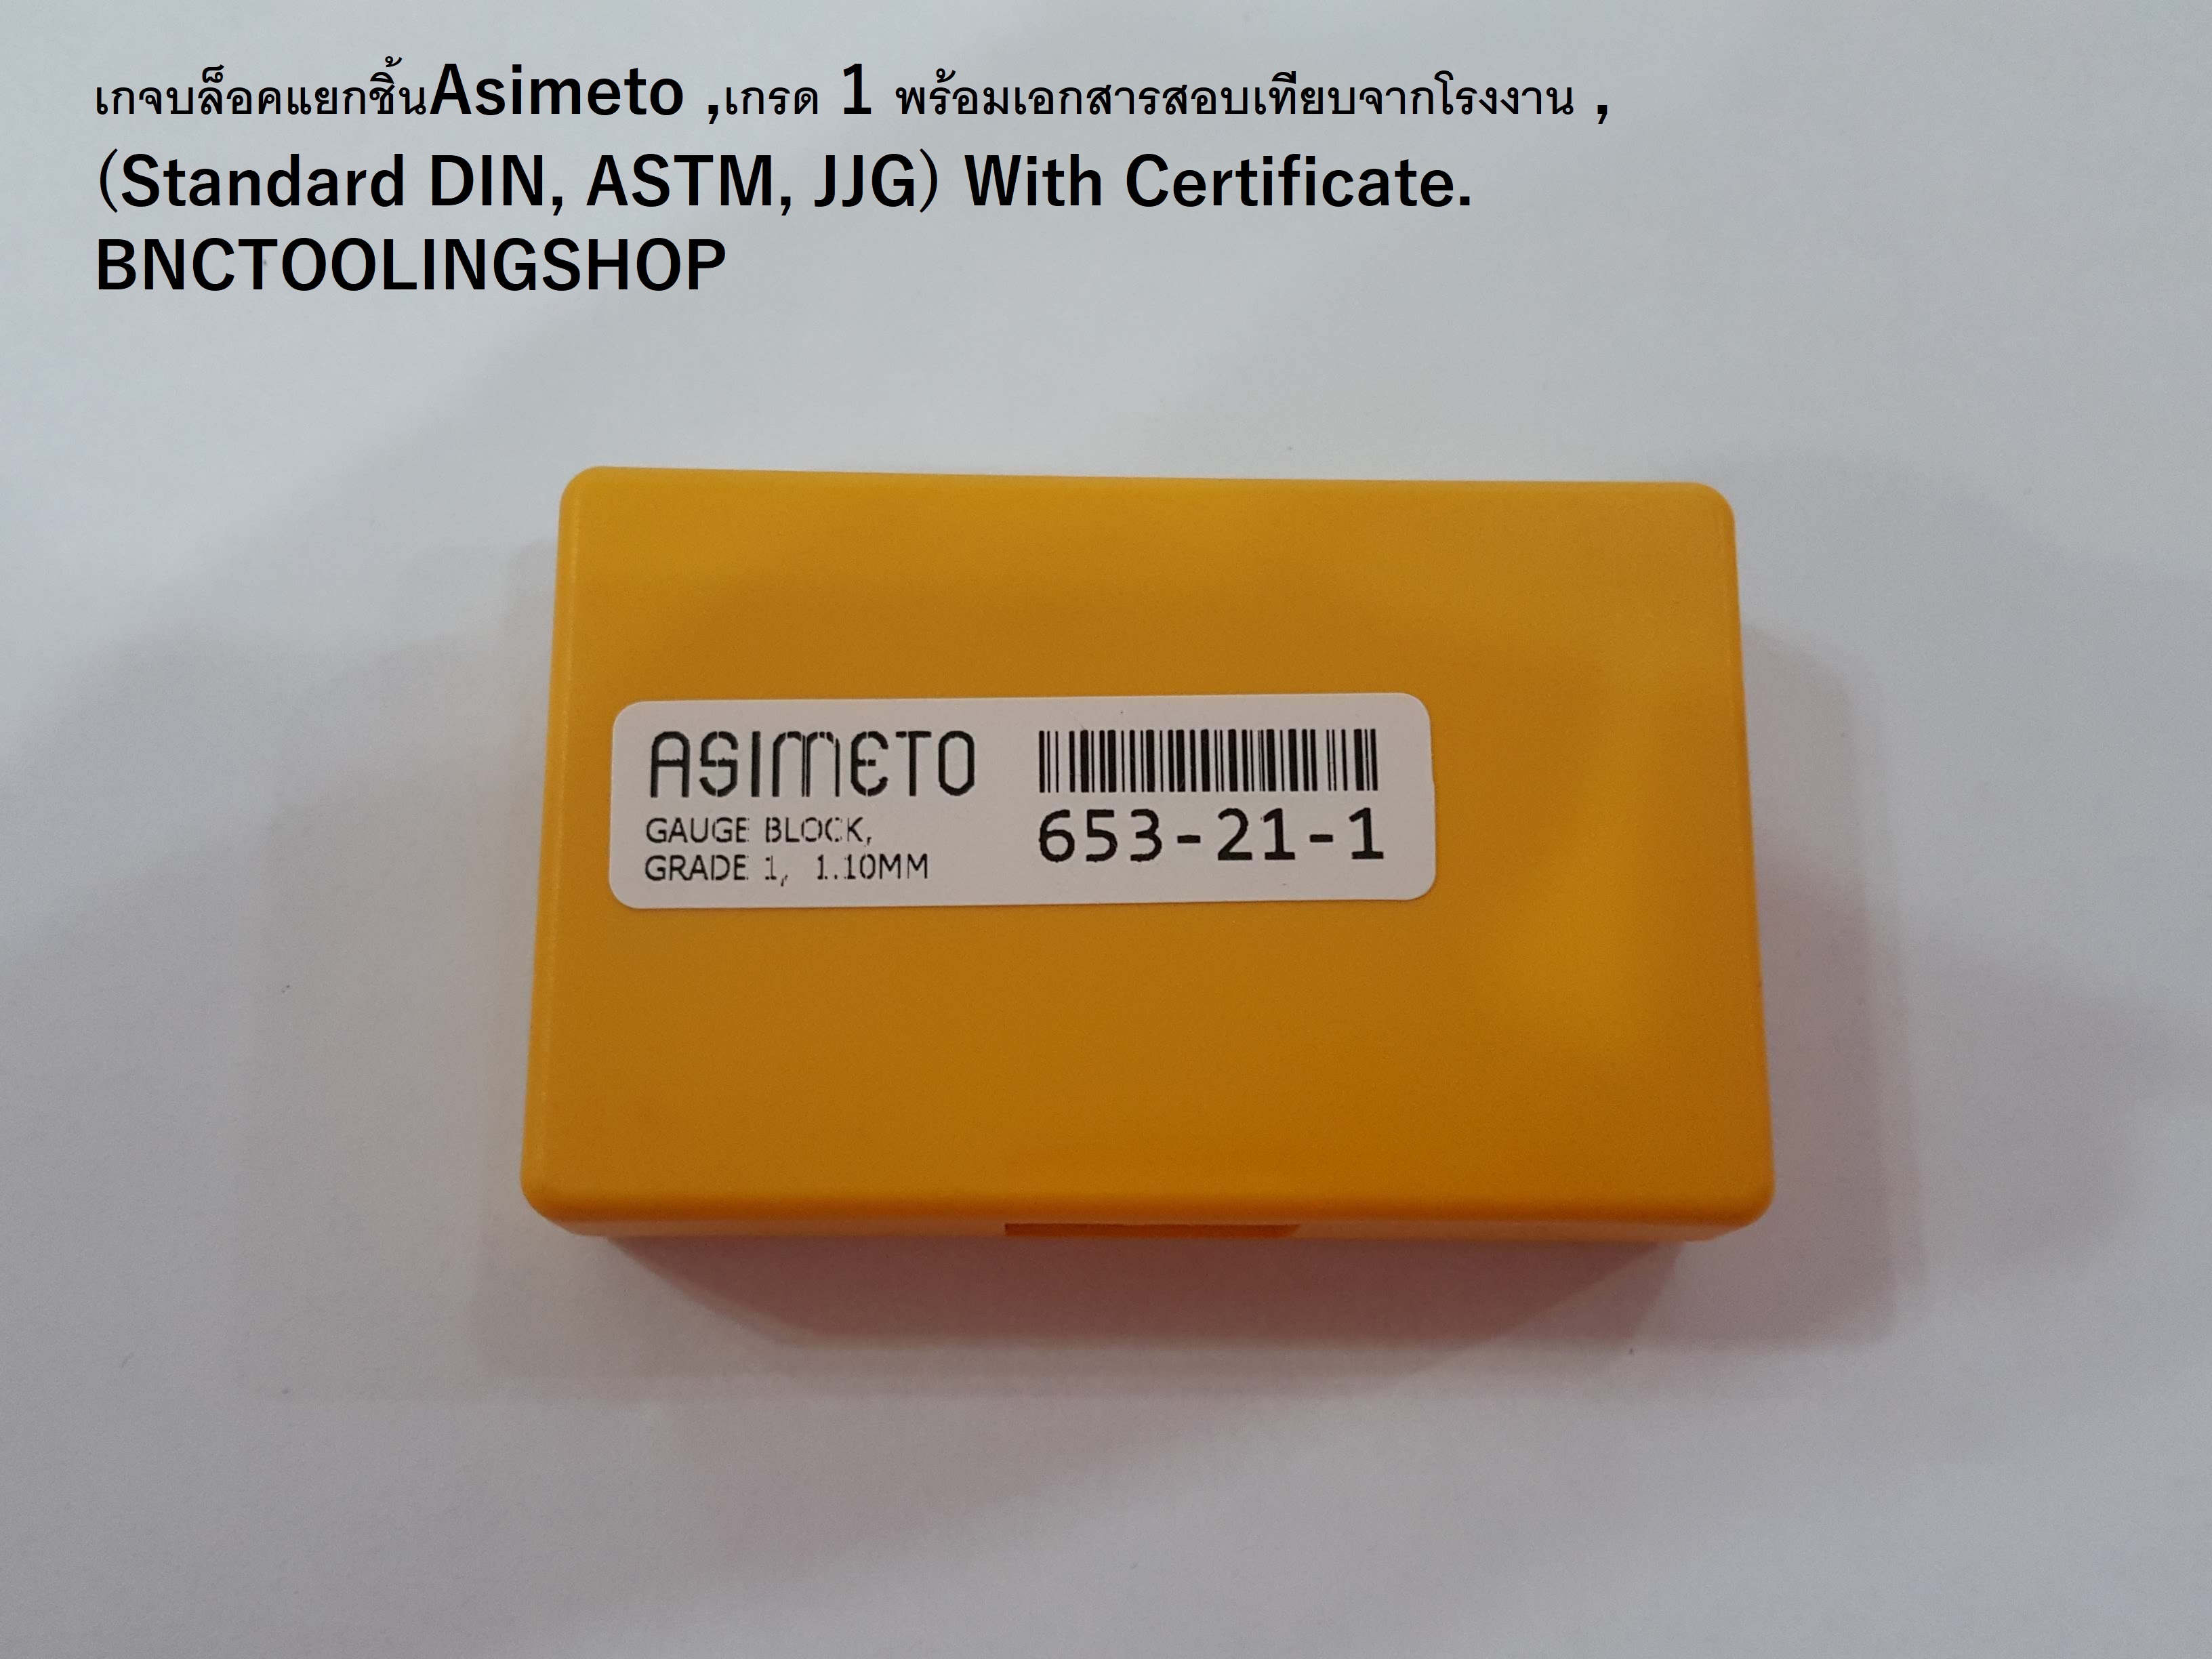 เกจบล็อคแยกชิ้นAsimeto ,เกรด 1 พร้อมเอกสารสอบเทียบจากโรงงาน ,
(Standard DIN, ASTM, JJG) With Certificate.
BNCTOOLINGSHOP
ASIMETO
GAUGE BLOCK,
GRADE 1, 1.10MM
653-21-1